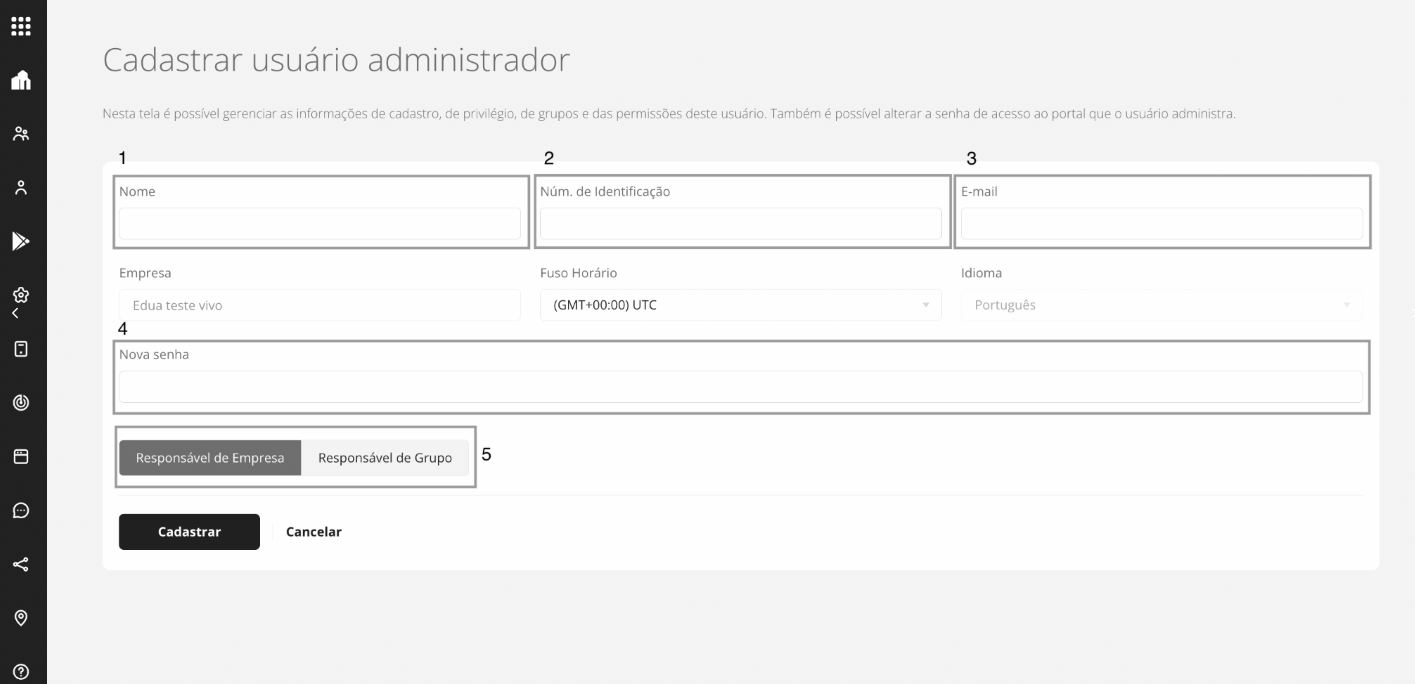 Cadastrar usuário administrador
Nesta tela é possível gerenciar as informações de cadastro, de privilégio, de grupos e das permissões deste usuário. Também é possível alterar a senha de acesso ao portal que o usuário administra.
1 2 3
Nome Núm. de Identificação E-mail
Empresa Fuso Horário Idioma
Edua teste vivo (GMT+00:00) UTC Português
4
Nova senha
Responsável de Empresa Responsável de Grupo 5
Cadastrar Cancelar